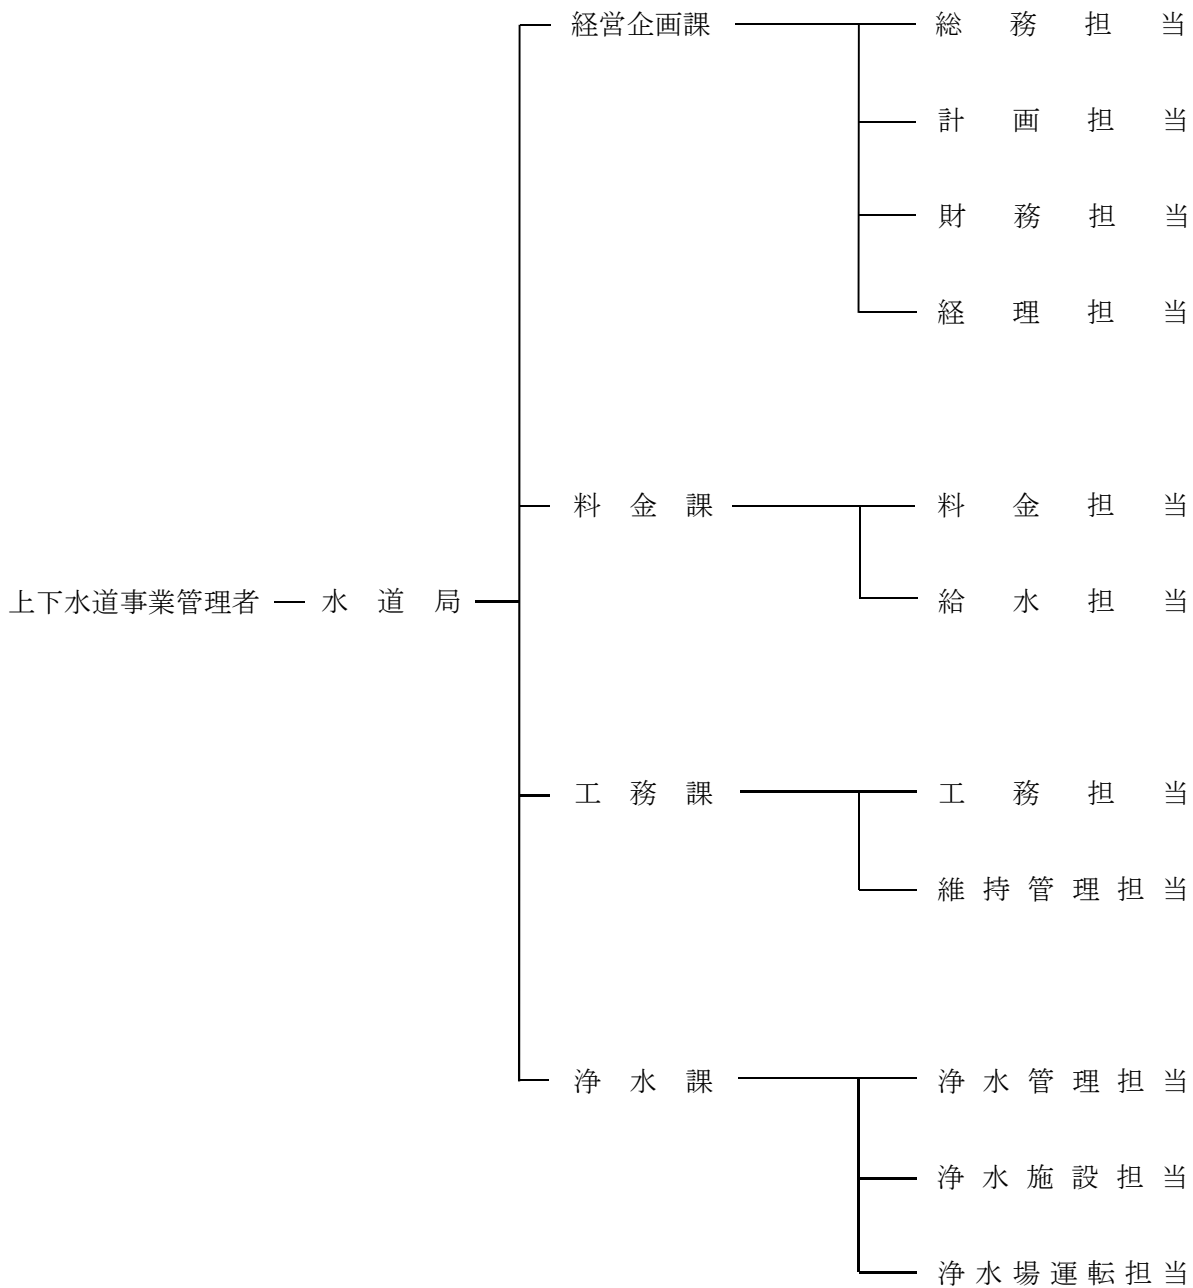 経営企画課 総務担当
計画担当
財務担当
経理担当
料金課 料金担当
上下水道事業管理者 水道局 給水担当
工務課 工務担当
維持管理担当
浄水課 浄水管理担当
浄水施設担当
浄水場運転担当